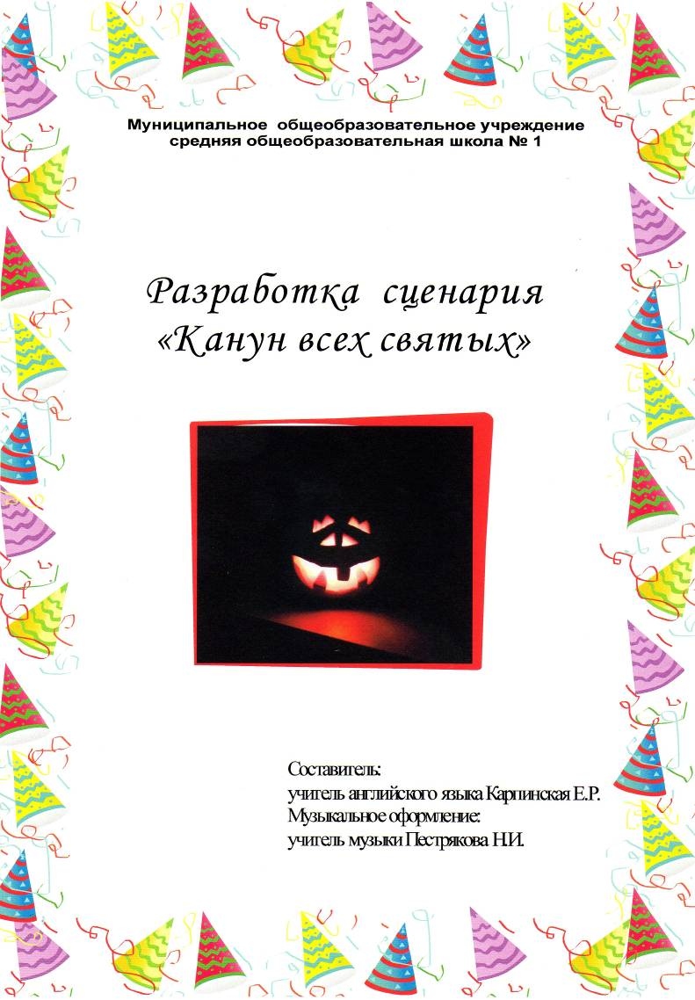 Муниципальное общеобразовательное учреждение
средняя общеобразовательная школа № 1
Разработка сценария
«Канун всех святых»
Составитель:
учитель английского языка Карпинская Е.Р.
Музыкальное оформление:
учитель музыки Пестрякова Н.И.